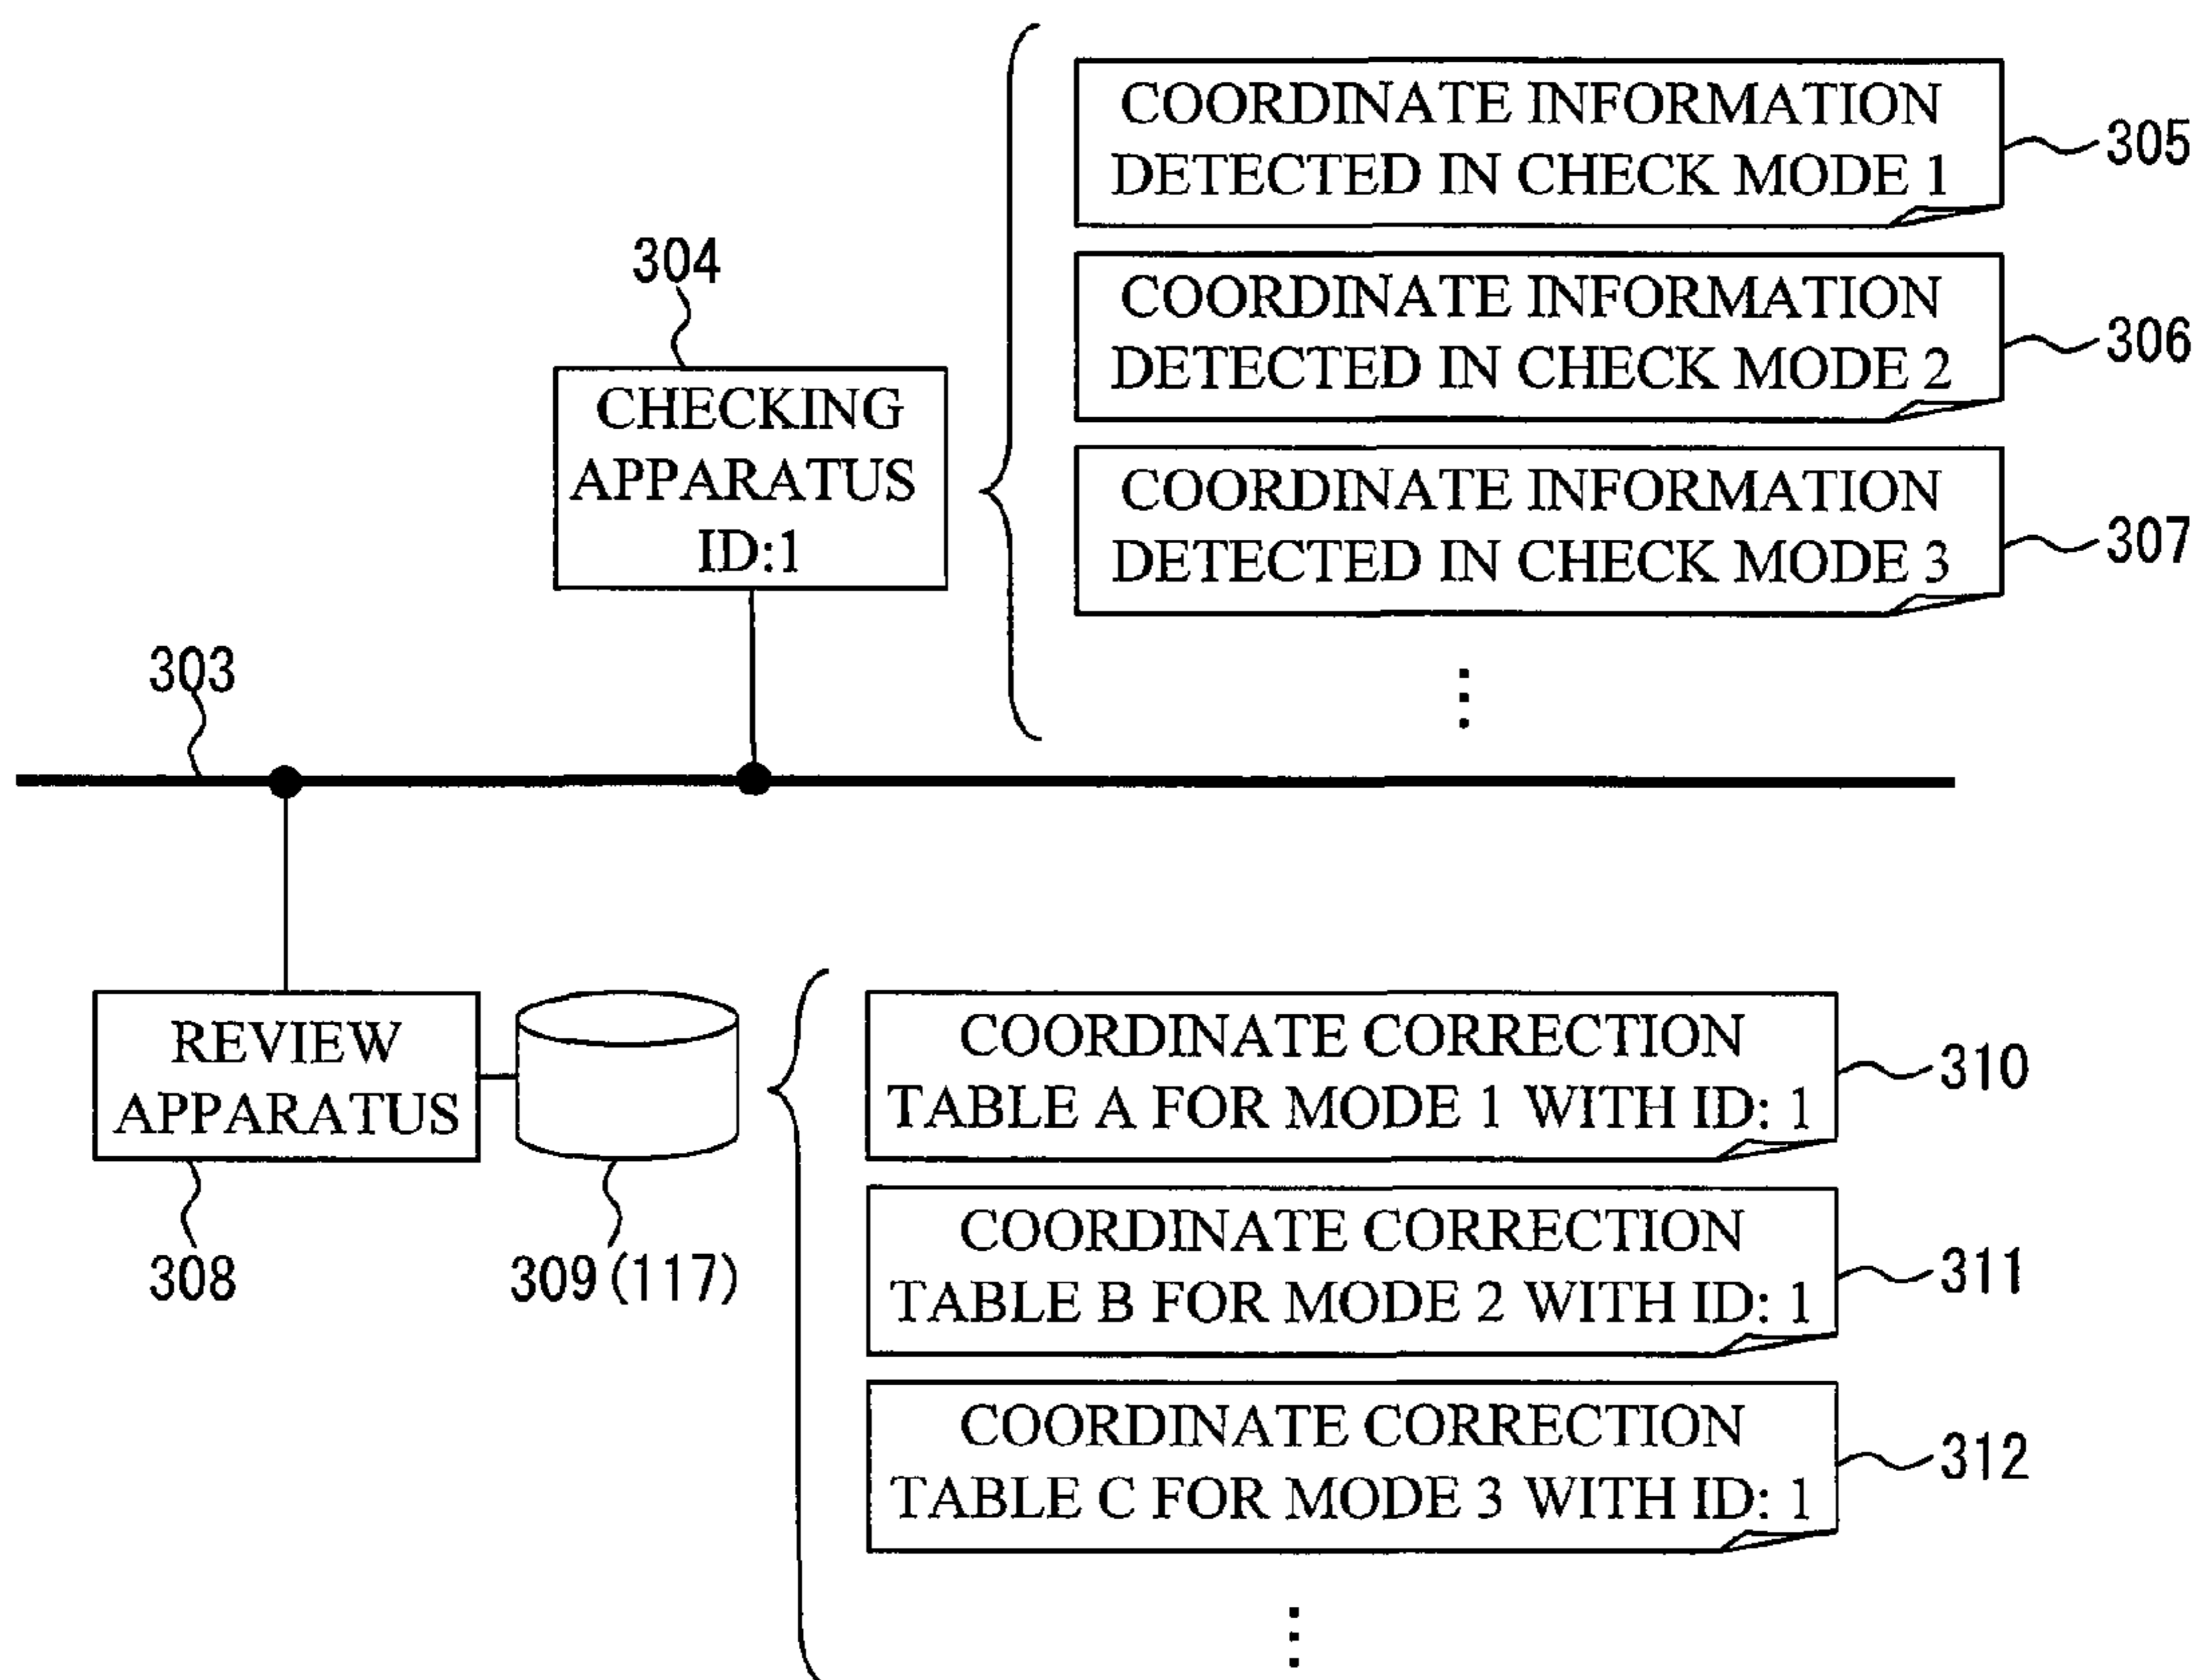 COORDINATE INFORMATION
DETECTED IN CHECK MODE 1
305
COORDINATE INFORMATION
DETECTED IN CHECK MODE 2
306
COORDINATE INFORMATION
DETECTED IN CHECK MODE 3
307
304
CHECKING
APPARATUS
ID:1
303
REVIEW
APPARATUS
308
309(117)
COORDINATE CORRECTION
TABLE A FOR MODE 1 WITH ID: 1
310
COORDINATE CORRECTION
TABLE B FOR MODE 2 WITH ID: 1
311
COORDINATE CORRECTION
TABLE C FOR MODE 3 WITH ID: 1
312